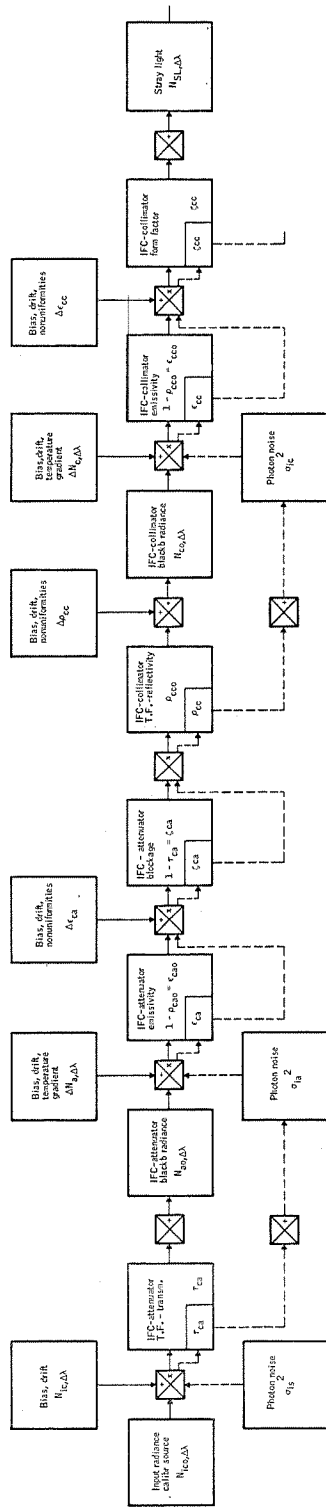 Input radiance
calibr source
N_ico,Δλ
Bias, drift
N_ic,Δλ
+
x
Photon noise
σ_is²
IFC-attenuator
T.F.- transm.
τ_ca
τ_ca
+
+
IFC-attenuator
blackb radiance
N_ao,Δλ
Bias, drift,
temperature
gradient
ΔN_a,Δλ
+
x
Photon noise
σ_ia²
IFC-attenuator
emissivity
1 - ρ_cao = ε_cao
ε_ca
Bias, drift,
nonuniformities
Δε_ca
+
x
IFC - attenuator
blockage
1 - τ_ca = ζ_ca
ζ_ca
x
IFC-collimator
T.F.-reflectivity
ρ_cco
ρ_cc
Bias, drift,
nonuniformities
Δρ_cc
+
+
IFC-collimator
blackb radiance
N_co,Δλ
Bias, drift,
temperature
gradient
ΔN_c,Δλ
+
x
Photon noise
σ_ic²
IFC-collimator
emissivity
1 - ρ_cco = ε_cco
ε_cc
Bias, drift,
nonuniformities
Δε_cc
+
x
IFC-collimator
form factor
ζ_cc
ζ_cc
+
Stray light
N_SL,Δλ